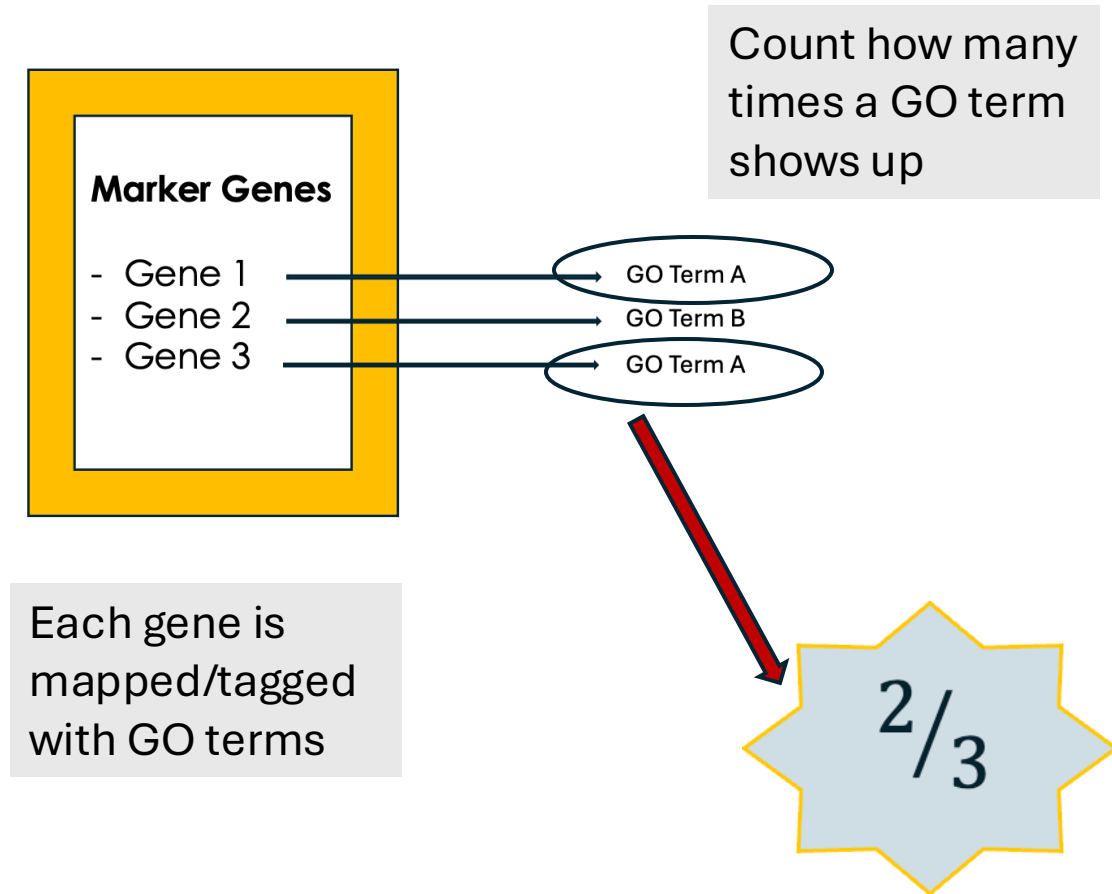 Count how many
times a GO term
shows up
Marker Genes
- Gene 1
- Gene 2
- Gene 3
GO Term A
GO Term B
GO Term A
Each gene is
mapped/tagged
with GO terms
2/3